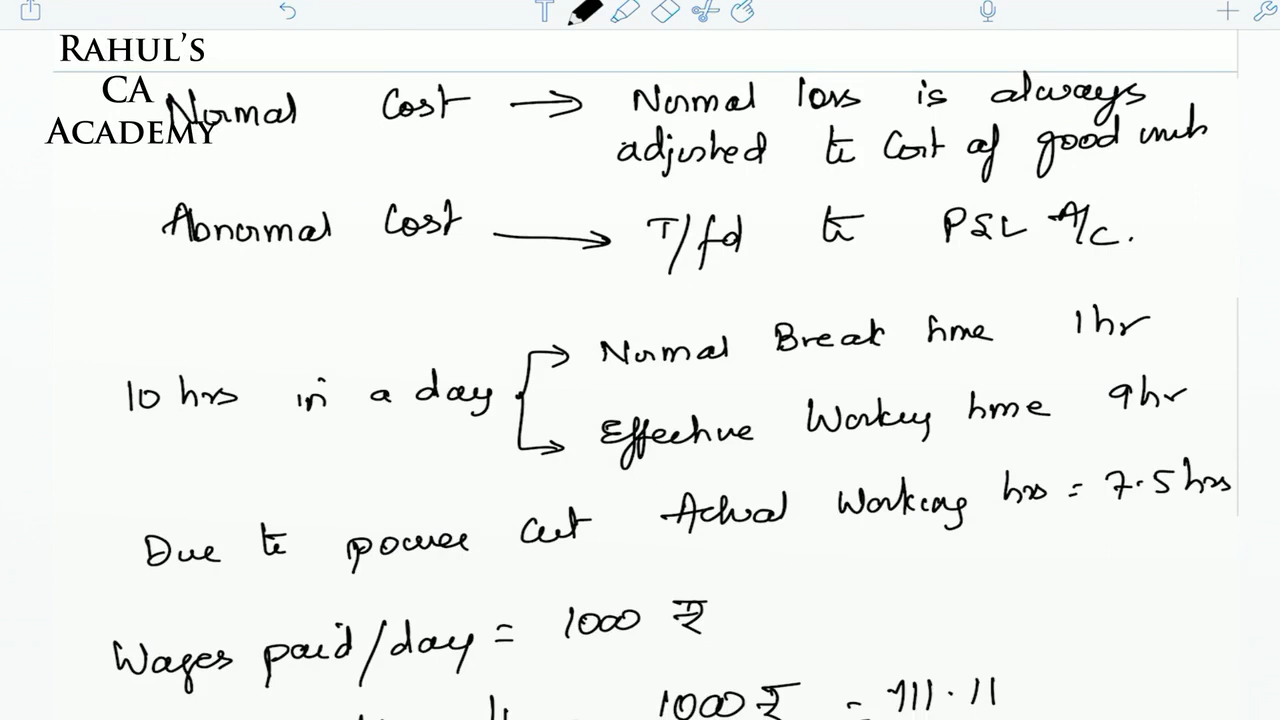 RAHUL'S
CA
ACADEMY
Normal Cost → Normal loss is always
adjusted to Cost of good units
Abnormal Cost → T/fd to P&L A/c.
10 hrs in a day
Normal Break time 1hr
Effective Working time 9hr
Due to power cut Actual Working hrs = 7.5 hrs
Wages paid/day = 1000 ₹
1000 ₹ = 111.11